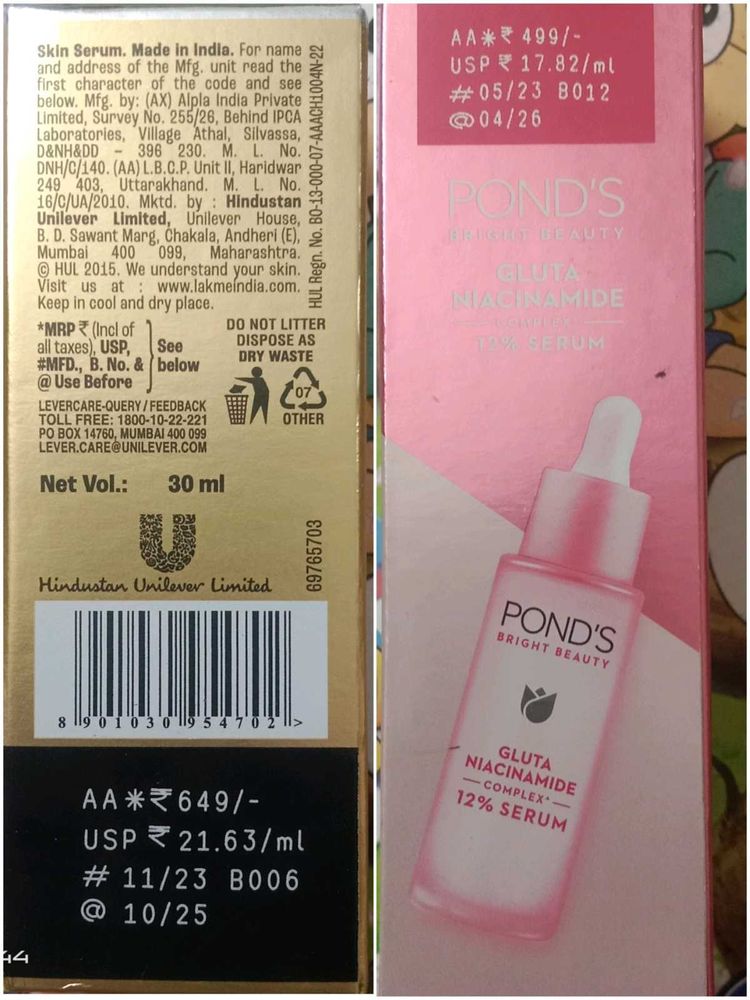 Skin Serum. Made in India. For name
and address of the Mfg. unit read the
first character of the code and see
below. Mfg. by: (AX) Alpla India Private
Limited, Survey No. 255/26, Behind IPCA
Laboratories, Village Athal, Silvassa,
D&NH&DD – 396 230. M. L. No.
DNH/C/140. (AA) L.B.C.P. Unit II, Haridwar
249 403, Uttarakhand. M. L. No.
16/C/UA/2010. Mktd. by : Hindustan
Unilever Limited, Unilever House,
B. D. Sawant Marg, Chakala, Andheri (E),
Mumbai 400 099, Maharashtra.
© HUL 2015. We understand your skin.
Visit us at : www.lakmeindia.com.
Keep in cool and dry place.
HUL Regn. No. BO-13-000-07-AAACH1004N-22
*MRP ₹ (Incl of
all taxes), USP,
#MFD., B. No. &
@ Use Before
See
below
DO NOT LITTER
DISPOSE AS
DRY WASTE
07
OTHER
LEVERCARE-QUERY / FEEDBACK
TOLL FREE: 1800-10-22-221
PO BOX 14760, MUMBAI 400 099
LEVER.CARE@UNILEVER.COM
Net Vol.: 30 ml
Hindustan Unilever Limited
69765703
8 901030 954702 >
AA*₹649/-
USP ₹ 21.63/ml
# 11/23 B006
@ 10/25
44
AA*₹ 499/-
USP ₹ 17.82/ml
# 05/23 B012
@ 04/26
POND'S
BRIGHT BEAUTY
GLUTA
NIACINAMIDE
COMPLEX
12% SERUM
POND'S
BRIGHT BEAUTY
GLUTA
NIACINAMIDE
COMPLEX*
12% SERUM